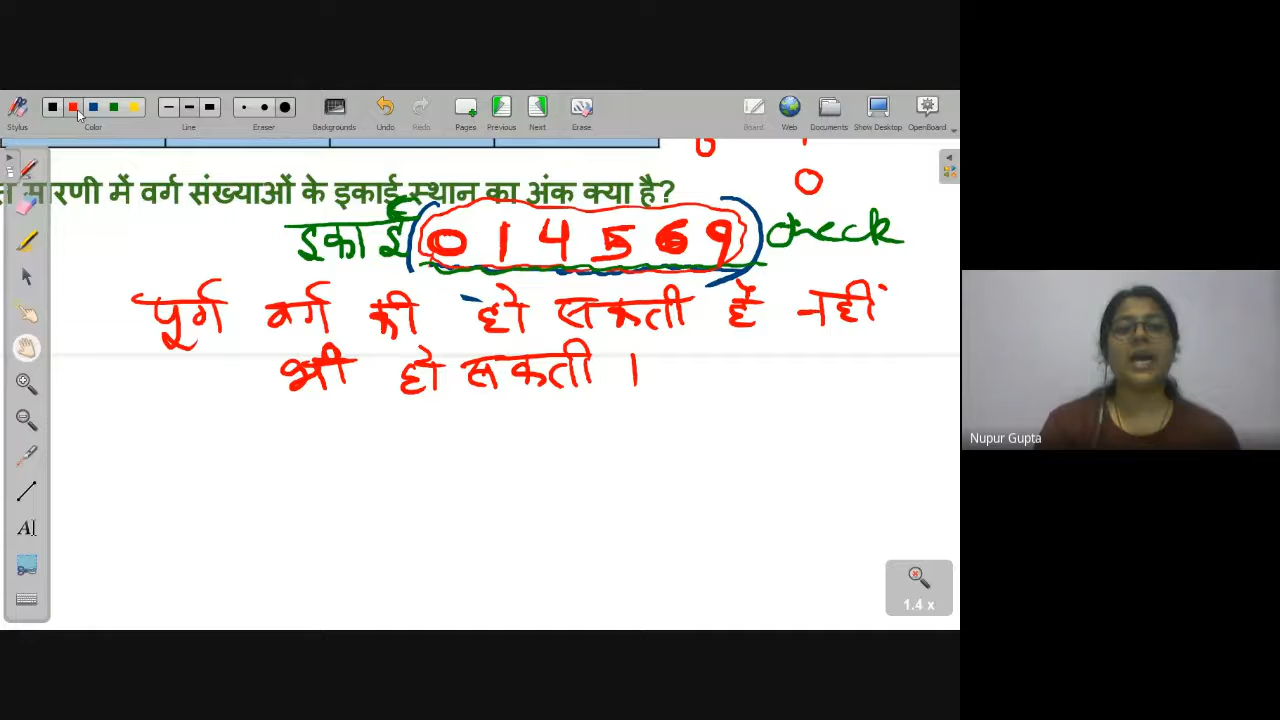 Stylus Color Line Eraser Backgrounds Undo Redo Pages Previous Next Erase Board Web Documents Show Desktop OpenBoard
0
रणी में वर्ग संख्याओं के इकाई स्थान का अंक क्या है?
इकाई 0 1 4 5 6 9 check
पूर्ग वर्ग की हो सकती है नहीं
भी हो सकती ।
Nupur Gupta
1.4 x